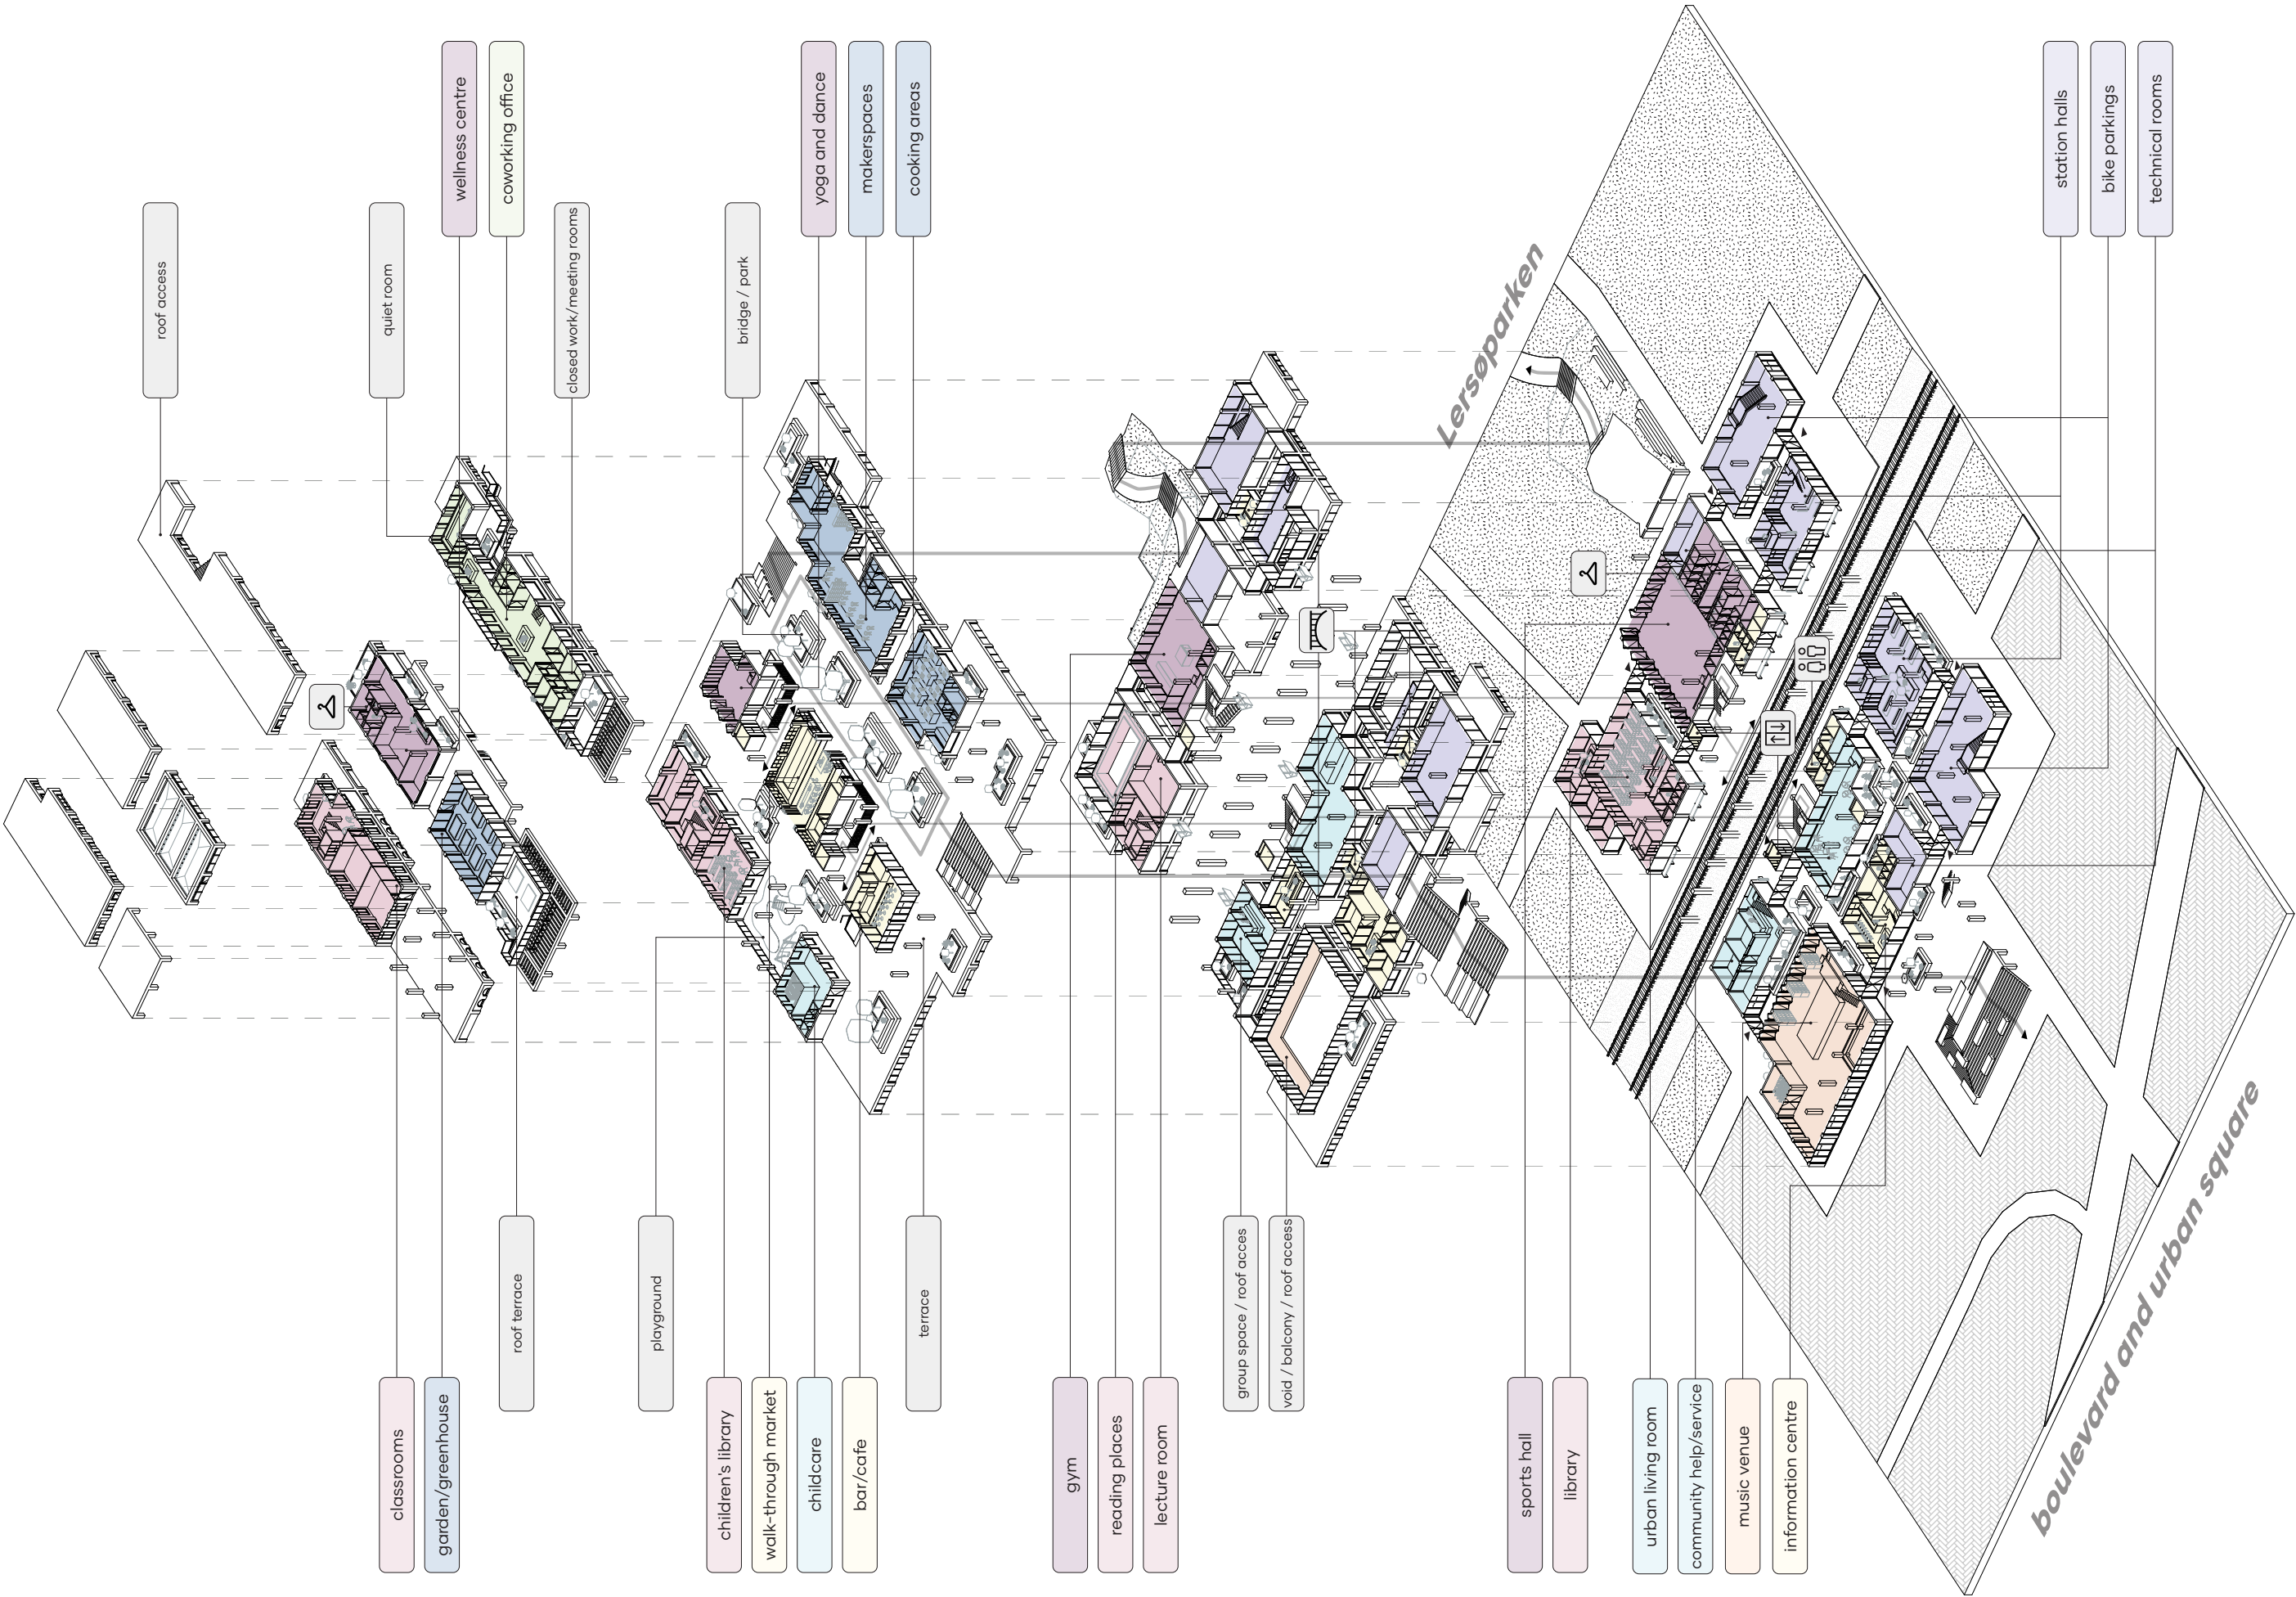 roof access
quiet room
wellness centre
coworking office
closed work/meeting rooms
bridge / park
yoga and dance
makerspaces
cooking areas
station halls
bike parkings
technical rooms
Lersøparken
classrooms
garden/greenhouse
roof terrace
playground
children's library
walk-through market
childcare
bar/cafe
terrace
gym
reading places
lecture room
group space / roof acces
void / balcony / roof access
sports hall
library
urban living room
community help/service
music venue
information centre
boulevard and urban square